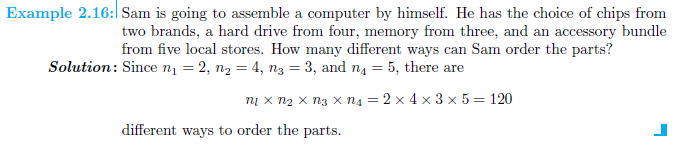 Example 2.16: Sam is going to assemble a computer by himself. He has the choice of chips from
two brands, a hard drive from four, memory from three, and an accessory bundle
from five local stores. How many different ways can Sam order the parts?
Solution: Since n₁ = 2, n₂ = 4, n₃ = 3, and n₄ = 5, there are
n₁ × n₂ × n₃ × n₄ = 2 × 4 × 3 × 5 = 120
different ways to order the parts.